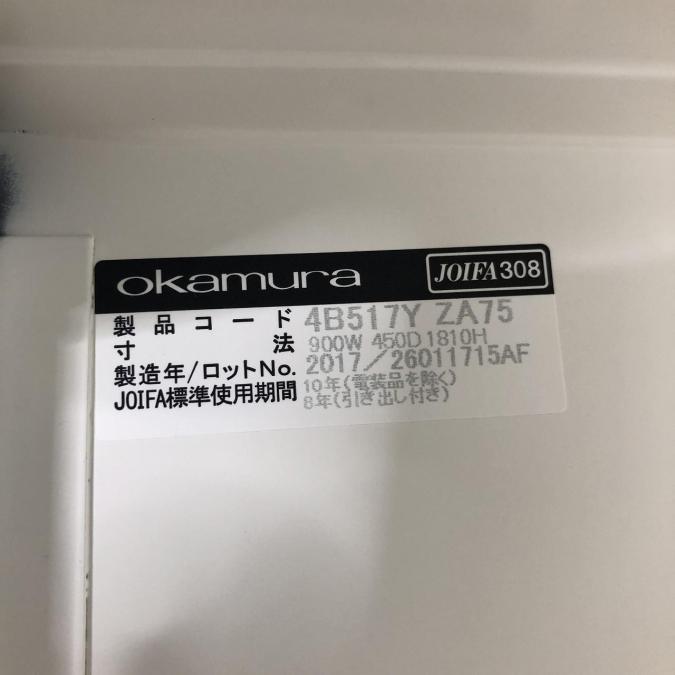 okamura JOIFA308
製品コード 4B517Y ZA75
寸法 900W 450D 1810H
製造年/ロットNo. 2017/26011715AF
JOIFA標準使用期間 10年(電装品を除く)
8年(引き出し付き)